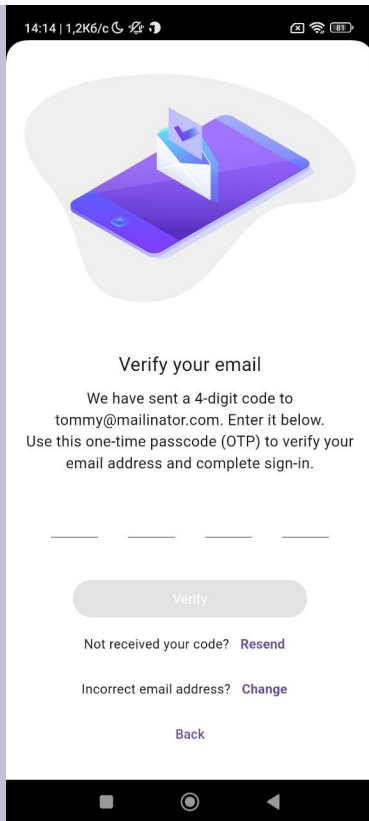 14:14 | 1,2Кб/с 81
Verify your email
We have sent a 4-digit code to
tommy@mailinator.com. Enter it below.
Use this one-time passcode (OTP) to verify your
email address and complete sign-in.
Verify
Not received your code? Resend
Incorrect email address? Change
Back